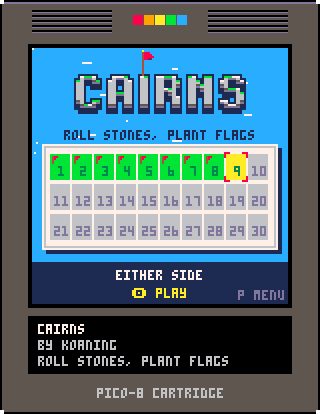 CAIRNS
ROLL STONES, PLANT FLAGS
1 2 3 4 5 6 7 8 9 10
11 12 13 14 15 16 17 18 19 20
21 22 23 24 25 26 27 28 29 30
EITHER SIDE
PLAY
P MENU
CAIRNS
BY KOANING
ROLL STONES, PLANT FLAGS
PICO-8 CARTRIDGE